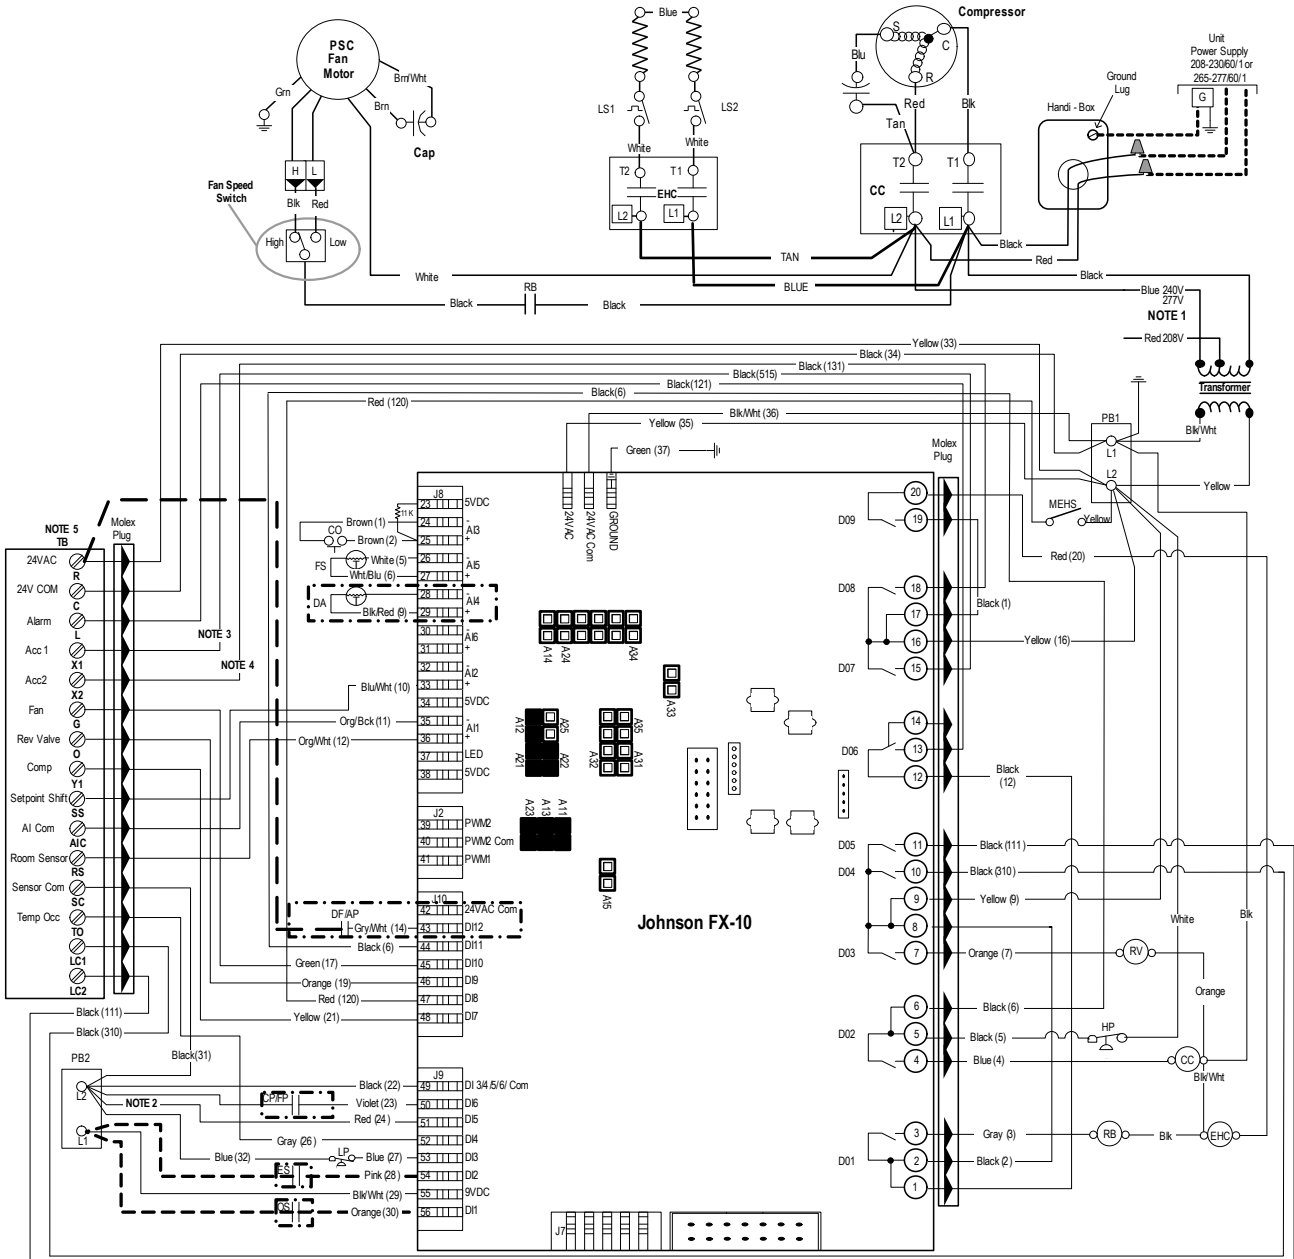 PSC
Fan
Motor
Grn
Brn/Wht
Brn
Cap
H L
Blk Red
Fan Speed
Switch
High Low
Blue
LS1 LS2
White White
T2 T1
EHC
L2 L1
Compressor
S
C
R
Blu
Red Blk
Tan
T2 T1
CC
L2 L1
Unit
Power Supply
208-230/60/1 or
265-277/60/1
G
Ground
Lug
Handi - Box
Black
Red
TAN
White
BLUE
Black
RB
Black
Black
Blue 240V
277V
NOTE 1
Red 208V
Transformer
Yellow (33)
Black (34)
Black (131)
Black(515)
Black(121)
Black(6)
Red (120)
Blk/Wht (36)
Yellow (35)
Green (37)
PB1
L1
L2
Blk/Wht
Yellow
MEHS
Yellow
Molex
Plug
NOTE 5
TB
Molex
Plug
24VAC
R
24V COM
C
Alarm
L
Acc 1
X1
Acc2
X2
Fan
G
Rev Valve
O
Comp
Y1
Setpoint Shift
SS
AI Com
AIC
Room Sensor
RS
Sensor Com
SC
Temp Occ
TO
LC1
LC2
NOTE 3
NOTE 4
J8
11 K
23 5VDC
Brown (1) 24 -
CO AI3
Brown (2) 25 +
White (5) 26 -
FS AI5
Wht/Blu (6) 27 +
28 -
DA AI4
Blk/Red (9) 29 +
30 -
AI6
31 +
32 -
AI2
Blu/Wht (10) 33 +
34 5VDC
Org/Bck (11) 35 -
AI1
Org/Wht (12) 36 +
37 LED
38 5VDC
J2
39 PWM2
40 PWM2 Com
41 PWM1
J10
42 24VAC Com
DF/AP
Gry/Wht (14) 43 DI12
Black (6) 44 DI11
Green (17) 45 DI10
Orange (19) 46 DI9
Red (120) 47 DI8
Yellow (21) 48 DI7
J9
Black (22) 49 DI 3/4 /5/6/ Com
CP/FP Violet (23) 50 DI6
Red (24) 51 DI5
Gray (26) 52 DI4
Blue (32) LP Blue (27) 53 DI3
ES Pink (28) 54 DI2
Blk/Wht (29) 55 9VDC
OS Orange (30) 56 DI1
Black (111)
Black (310)
Black(31)
PB2
L2
NOTE 2
L1
24VAC
24VAC Com
GROUND
A14 A24 A34
A33
A12 A25
A21 A22
A35
A32 A31
A23 A13 A11
A15
Johnson FX-10
J7
20
D09 19
D08 18
17
16
D07 15
14
D06 13
12
D05 11
D04 10
9
8
D03 7
6
D02 5
4
3
D01 2
1
Red (20)
Black (1)
Yellow (16)
Black
(12)
Black (111)
Black (310)
Yellow (9)
White
Blk
Orange (7)
RV
Orange
Black (6)
Black (5)
HP
Blue (4)
CC
Blk/Wht
Gray (3)
RB
Blk
EHC
Black (2)